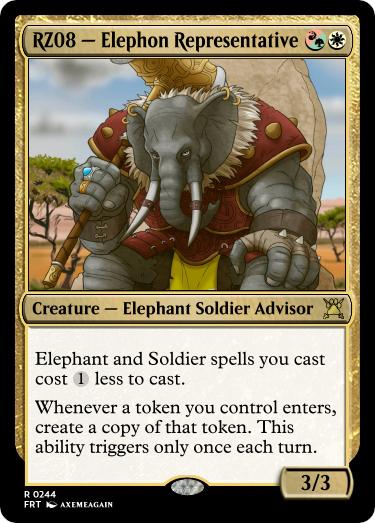 RZ08 — Elephon Representative
Creature — Elephant Soldier Advisor
Elephant and Soldier spells you cast
cost 1 less to cast.
Whenever a token you control enters,
create a copy of that token. This
ability triggers only once each turn.
3/3
R 0244
FRT AXEMEAGAIN